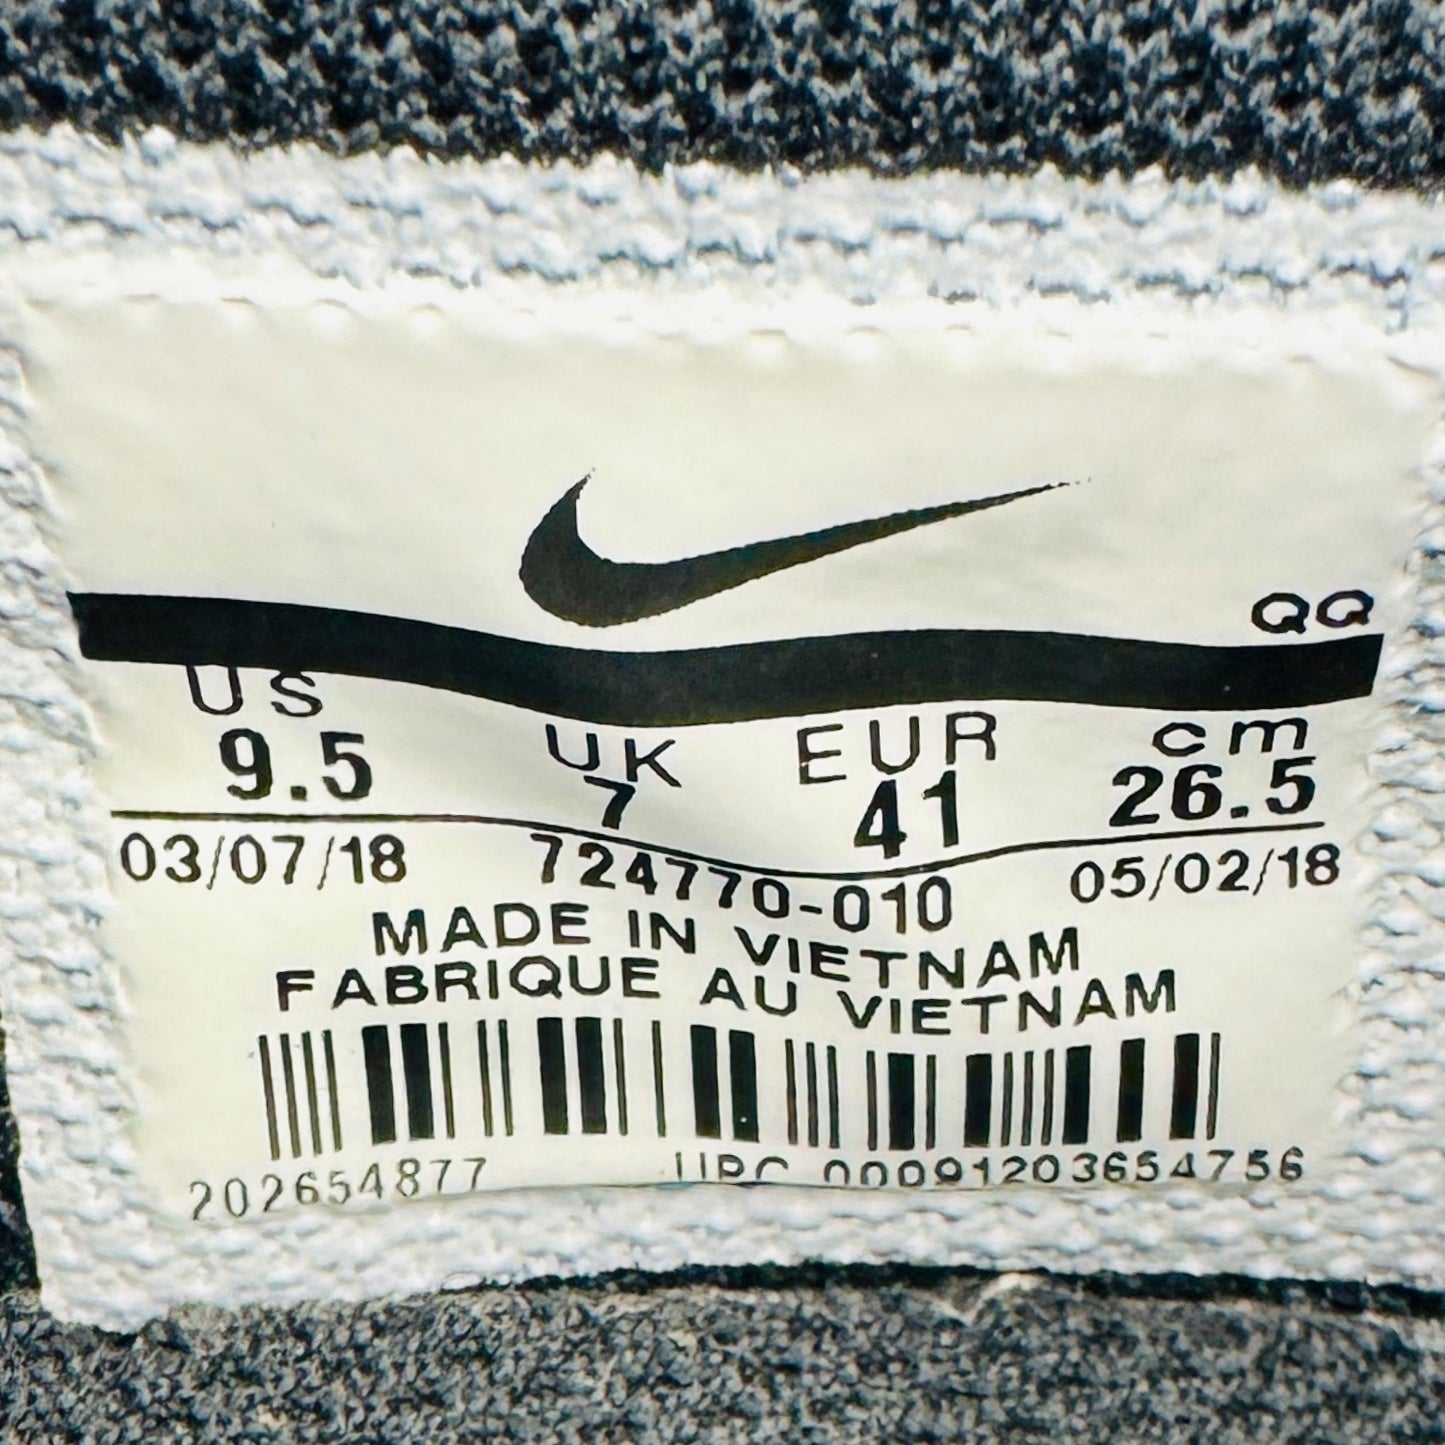 QQ
US UK EUR cm
9.5 7 41 26.5
03/07/18 724770-010 05/02/18
MADE IN VIETNAM
FABRIQUE AU VIETNAM
202654877 UPC 00091203654756